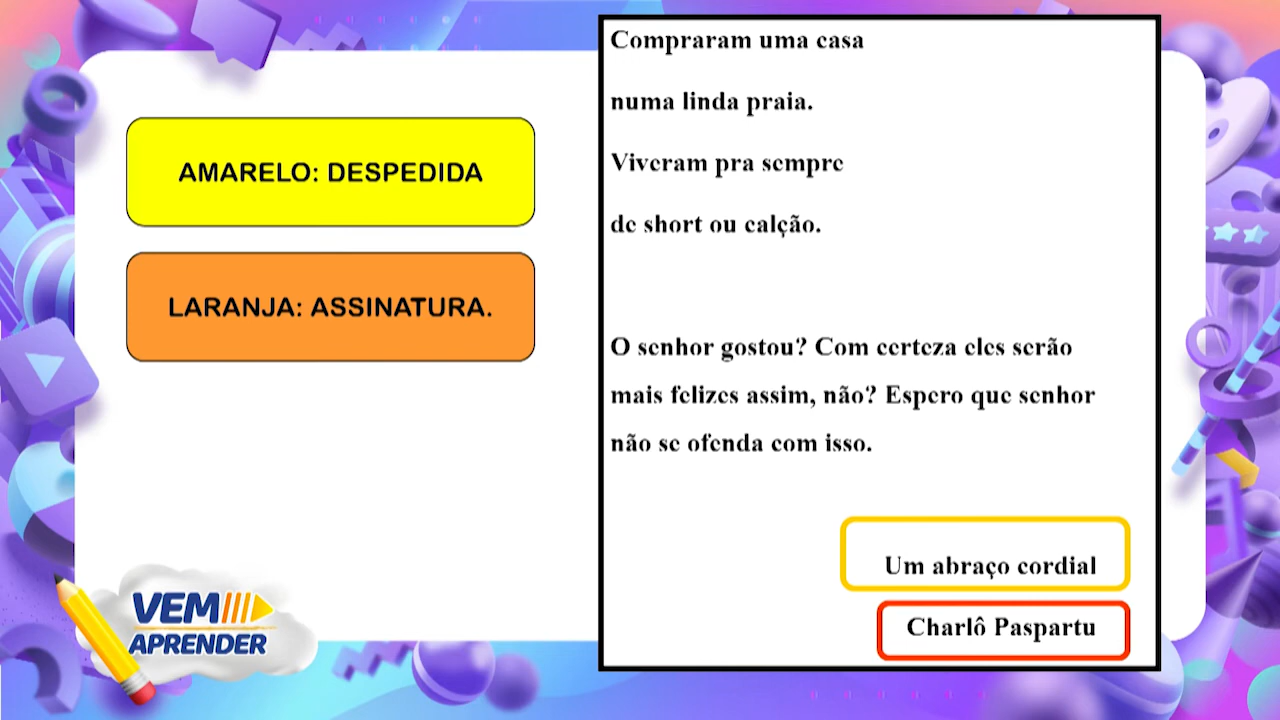 AMARELO: DESPEDIDA
LARANJA: ASSINATURA.
Compraram uma casa
numa linda praia.
Viveram pra sempre
de short ou calção.
O senhor gostou? Com certeza eles serão
mais felizes assim, não? Espero que senhor
não se ofenda com isso.
Um abraço cordial
Charlô Paspartu
VEM
APRENDER